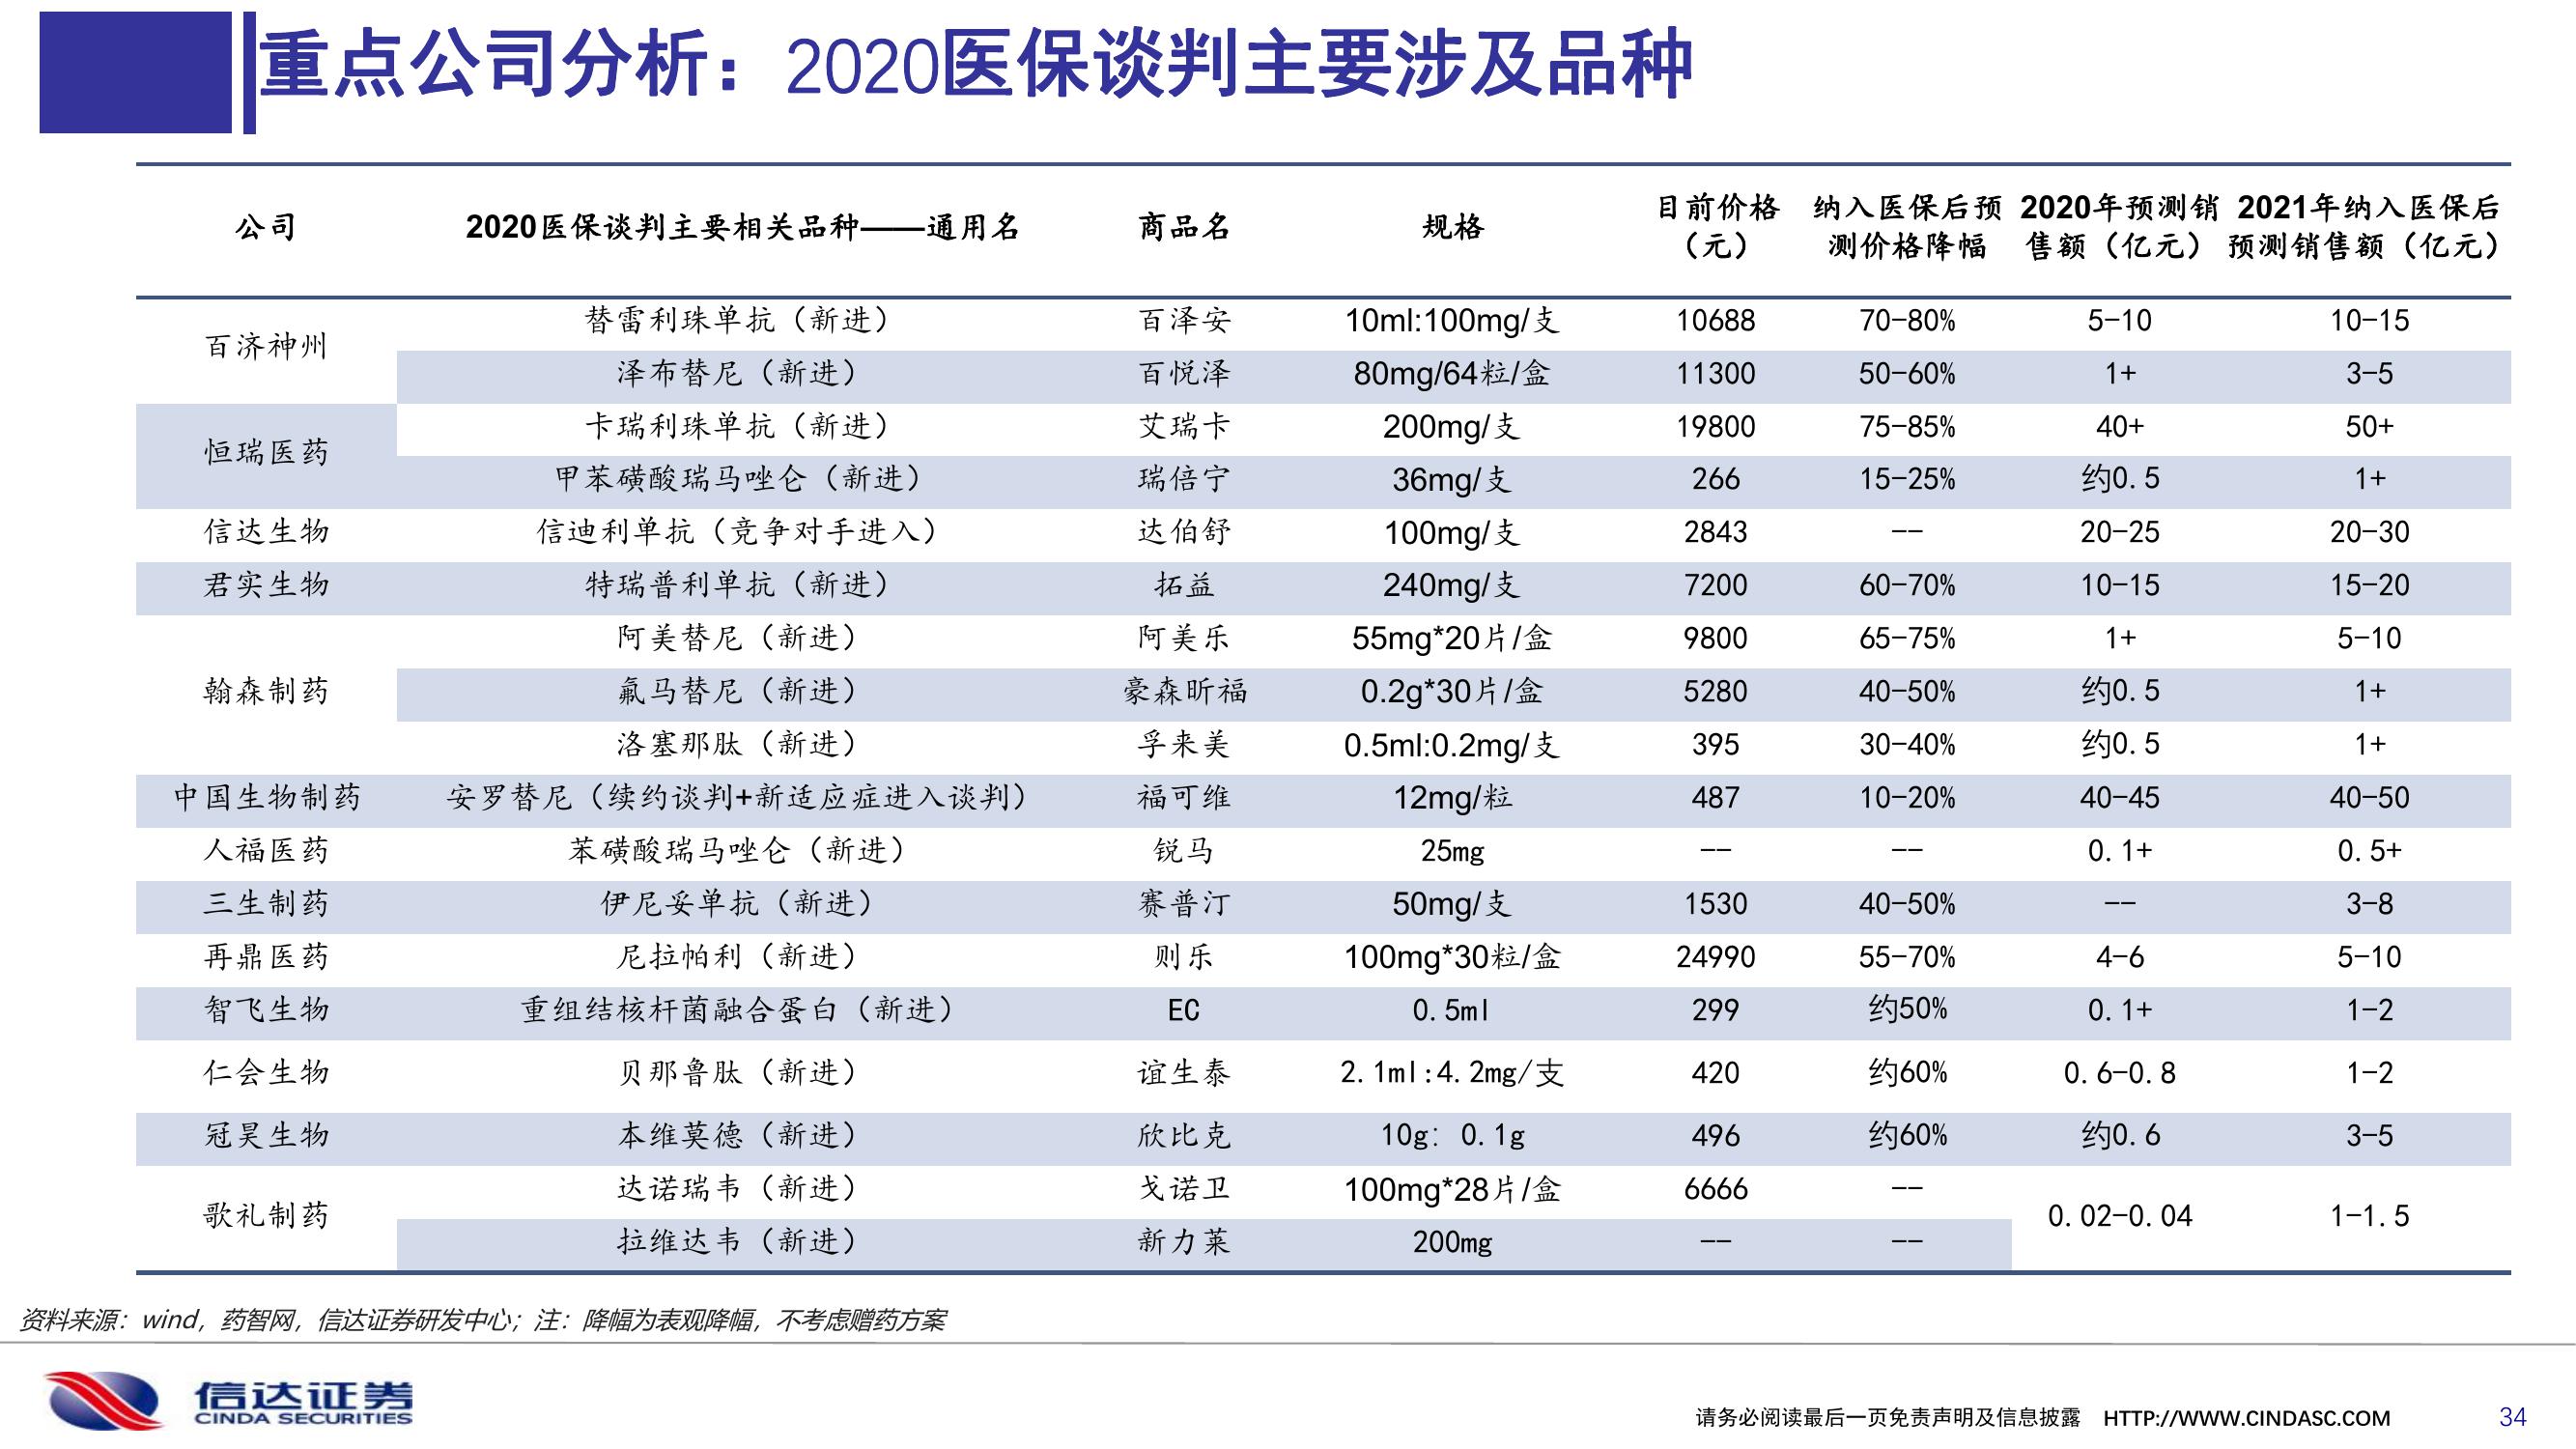 重点公司分析：2020医保谈判主要涉及品种
公司 2020医保谈判主要相关品种——通用名 商品名 规格 目前价格（元） 纳入医保后预测价格降幅 2020年预测销售额（亿元） 2021年纳入医保后预测销售额（亿元）
百济神州 替雷利珠单抗（新进） 百泽安 10ml:100mg/支 10688 70-80% 5-10 10-15
泽布替尼（新进） 百悦泽 80mg/64粒/盒 11300 50-60% 1+ 3-5
恒瑞医药 卡瑞利珠单抗（新进） 艾瑞卡 200mg/支 19800 75-85% 40+ 50+
甲苯磺酸瑞马唑仑（新进） 瑞倍宁 36mg/支 266 15-25% 约0.5 1+
信达生物 信迪利单抗（竞争对手进入） 达伯舒 100mg/支 2843 -- 20-25 20-30
君实生物 特瑞普利单抗（新进） 拓益 240mg/支 7200 60-70% 10-15 15-20
翰森制药 阿美替尼（新进） 阿美乐 55mg*20片/盒 9800 65-75% 1+ 5-10
氟马替尼（新进） 豪森昕福 0.2g*30片/盒 5280 40-50% 约0.5 1+
洛塞那肽（新进） 孚来美 0.5ml:0.2mg/支 395 30-40% 约0.5 1+
中国生物制药 安罗替尼（续约谈判+新适应症进入谈判） 福可维 12mg/粒 487 10-20% 40-45 40-50
人福医药 苯磺酸瑞马唑仑（新进） 锐马 25mg -- -- 0.1+ 0.5+
三生制药 伊尼妥单抗（新进） 赛普汀 50mg/支 1530 40-50% -- 3-8
再鼎医药 尼拉帕利（新进） 则乐 100mg*30粒/盒 24990 55-70% 4-6 5-10
智飞生物 重组结核杆菌融合蛋白（新进） EC 0.5ml 299 约50% 0.1+ 1-2
仁会生物 贝那鲁肽（新进） 谊生泰 2.1ml:4.2mg/支 420 约60% 0.6-0.8 1-2
冠昊生物 本维莫德（新进） 欣比克 10g: 0.1g 496 约60% 约0.6 3-5
歌礼制药 达诺瑞韦（新进） 戈诺卫 100mg*28片/盒 6666 -- 0.02-0.04 1-1.5
拉维达韦（新进） 新力莱 200mg -- --
资料来源：wind，药智网，信达证券研发中心；注：降幅为表观降幅，不考虑赠药方案
信达证券
CINDA SECURITIES
请务必阅读最后一页免责声明及信息披露 HTTP://WWW.CINDASC.COM 34